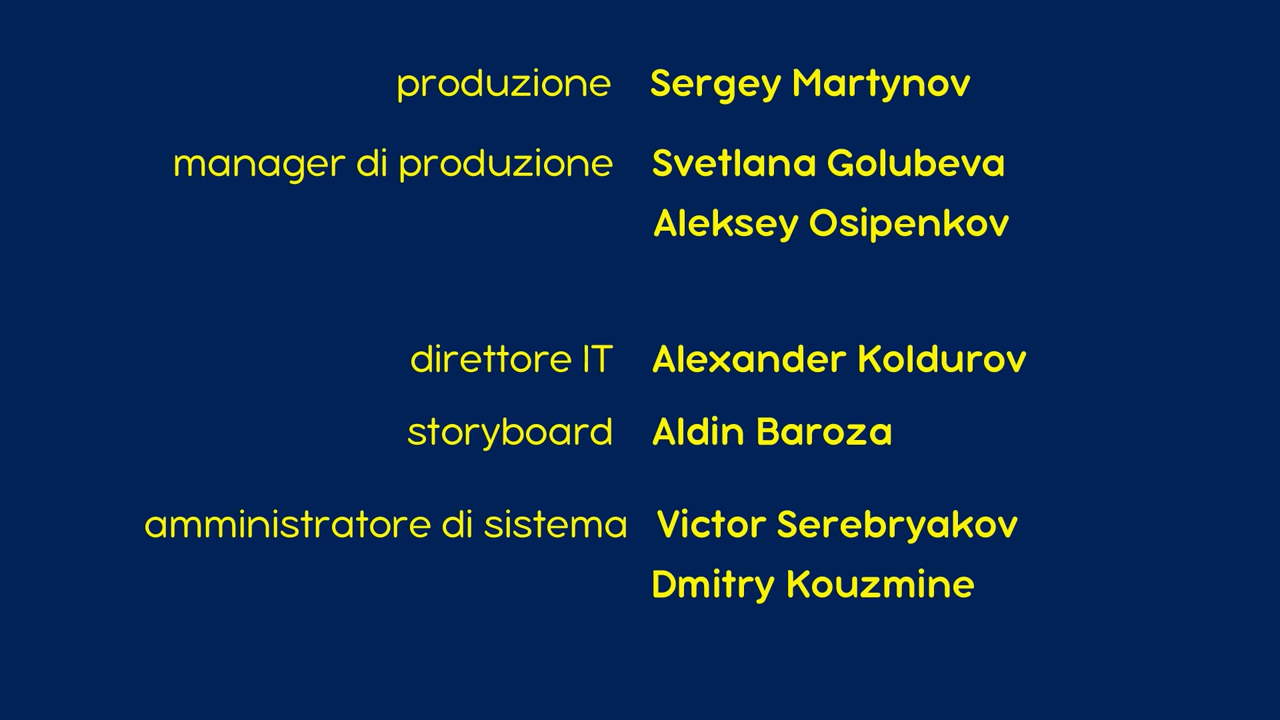 produzione Sergey Martynov
manager di produzione Svetlana Golubeva
Aleksey Osipenkov
direttore IT Alexander Koldurov
storyboard Aldin Baroza
amministratore di sistema Victor Serebryakov
Dmitry Kouzmine